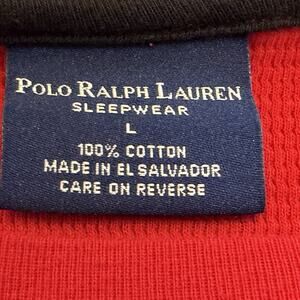 POLO RALPH LAUREN
SLEEPWEAR
L
100% COTTON
MADE IN EL SALVADOR
CARE ON REVERSE